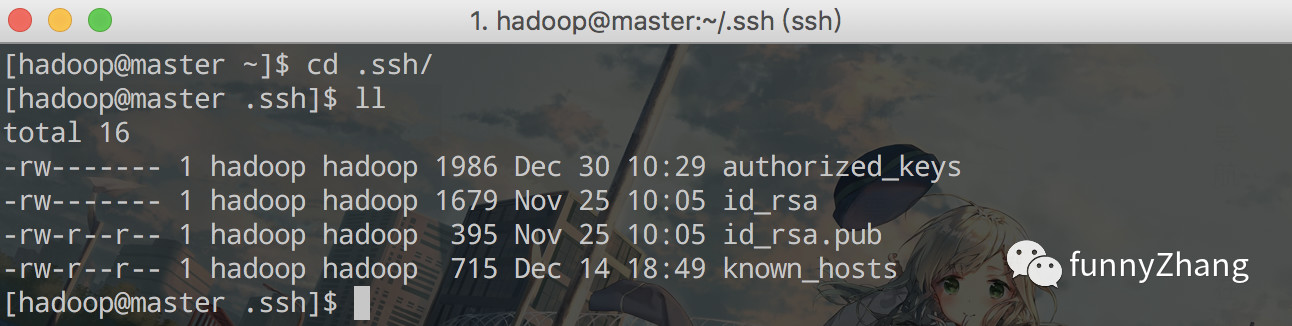 1. hadoop@master:~/.ssh (ssh)
[hadoop@master ~]$ cd .ssh/
[hadoop@master .ssh]$ ll
total 16
-rw------- 1 hadoop hadoop 1986 Dec 30 10:29 authorized_keys
-rw------- 1 hadoop hadoop 1679 Nov 25 10:05 id_rsa
-rw-r--r-- 1 hadoop hadoop  395 Nov 25 10:05 id_rsa.pub
-rw-r--r-- 1 hadoop hadoop  715 Dec 14 18:49 known_hosts
funnyZhang
[hadoop@master .ssh]$